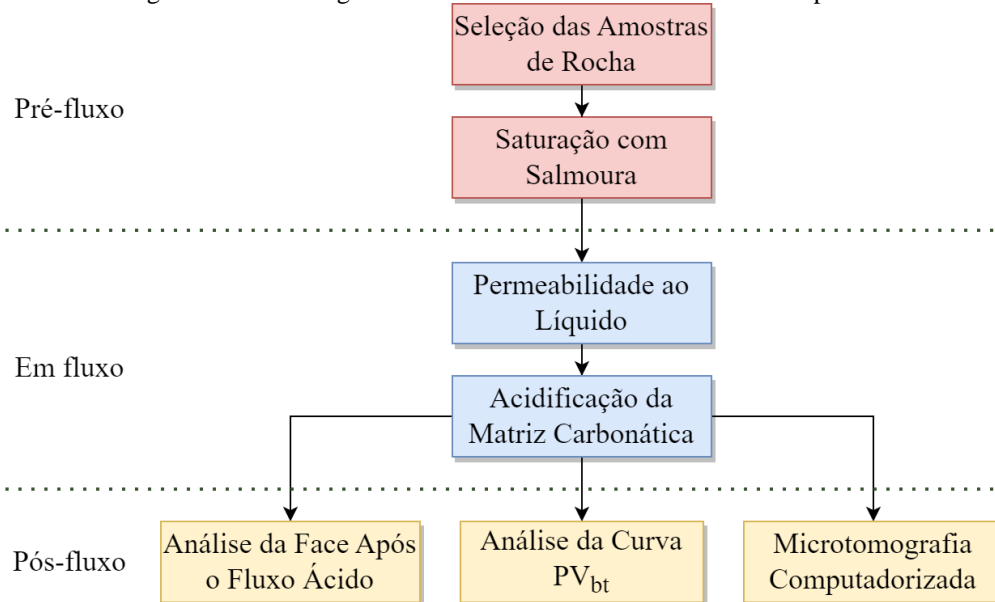 Seleção das Amostras
de Rocha
Pré-fluxo
Saturação com
Salmoura
Permeabilidade ao
Líquido
Em fluxo
Acidificação da
Matriz Carbonática
Pós-fluxo
Análise da Face Após
o Fluxo Ácido
Análise da Curva
PVbt
Microtomografia
Computadorizada